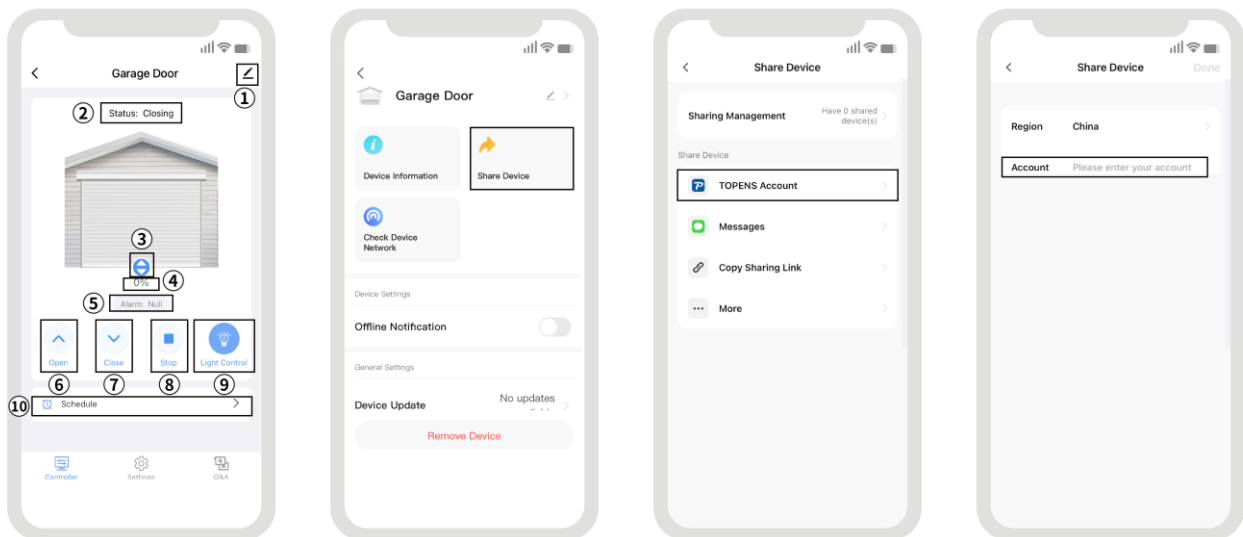 Garage Door
①
② Status: Closing
③
0% ④
⑤ Alarm: Null
Open
Close
Stop
Light Control
⑥ ⑦ ⑧ ⑨
⑩ Schedule
Controller
Settings
Q&A
Garage Door
Device Information
Share Device
Check Device
Network
Device Settings
Offline Notification
General Settings
Device Update
No updates
Remove Device
Share Device
Sharing Management
Have 0 shared
device(s)
Share Device
TOPENS Account
Messages
Copy Sharing Link
More
Share Device
Done
Region China
Account Please enter your account